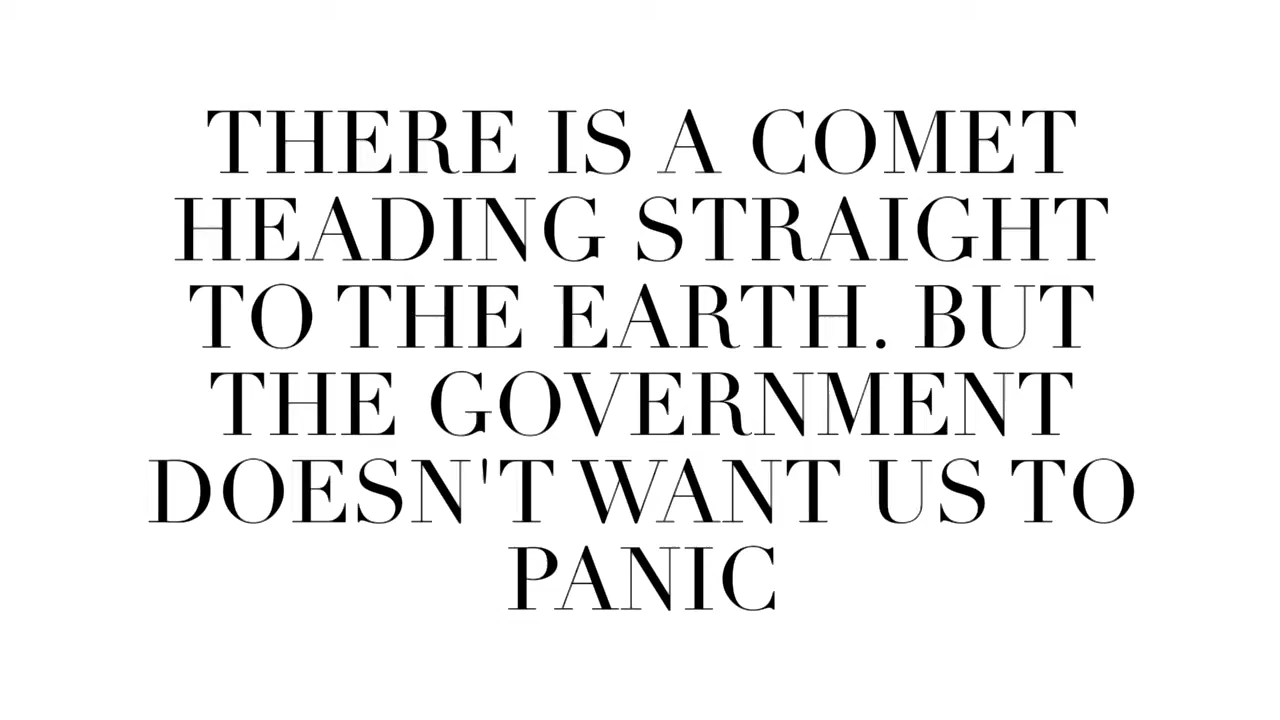 THERE IS A COMET
HEADING STRAIGHT
TO THE EARTH. BUT
THE GOVERNMENT
DOESN'T WANT US TO
PANIC